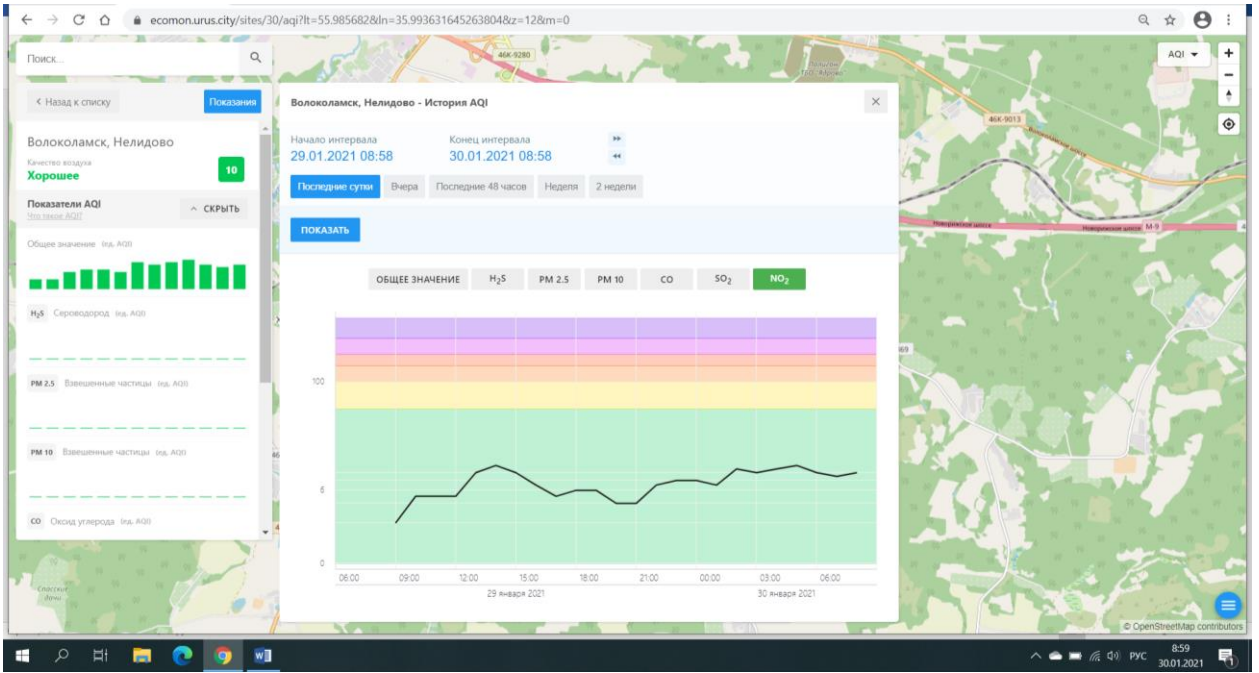 ecomon.urus.city/sites/30/aqi?lt=55.985682&ln=35.993631645263804&z=12&m=0
Поиск...
46К-9280
AQI
Назад к списку
Показания
Волоколамск, Нелидово - История AQI
46К-9013
Волоколамск, Нелидово
Качество воздуха
Хорошее
10
Начало интервала
Конец интервала
29.01.2021 08:58
30.01.2021 08:58
Последние сутки
Вчера
Последние 48 часов
Неделя
2 недели
Показатели AQI
Что такое AQI?
СКРЫТЬ
ПОКАЗАТЬ
Новорижское шоссе
Новорижское шоссе
М-9
Общее значение (ед. AQI)
ОБЩЕЕ ЗНАЧЕНИЕ
H₂S
PM 2.5
PM 10
CO
SO₂
NO₂
H₂S Сероводород (ед. AQI)
PM 2.5 Взвешенные частицы (ед. AQI)
100
PM 10 Взвешенные частицы (ед. AQI)
6
CO Оксид углерода (ед. AQI)
0
06:00 09:00 12:00 15:00 18:00 21:00 00:00 03:00 06:00
29 января 2021
30 января 2021
© OpenStreetMap contributors
РУС
8:59
30.01.2021